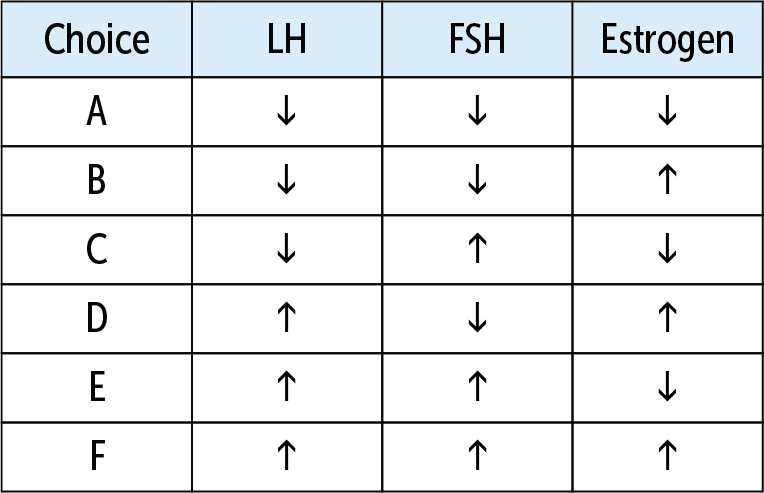 Choice LH FSH Estrogen
A ↓ ↓ ↓
B ↓ ↓ ↑
C ↓ ↑ ↓
D ↑ ↓ ↑
E ↑ ↑ ↓
F ↑ ↑ ↑